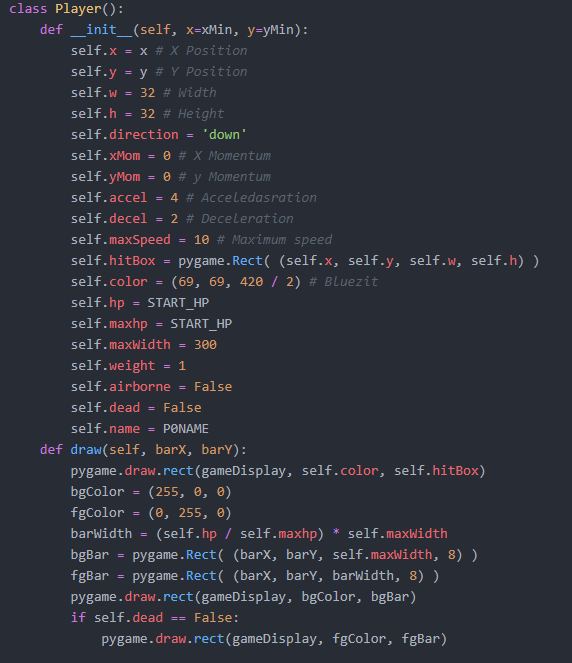 class Player():
    def __init__(self, x=xMin, y=yMin):
        self.x = x # X Position
        self.y = y # Y Position
        self.w = 32 # Width
        self.h = 32 # Height
        self.direction = 'down'
        self.xMom = 0 # X Momentum
        self.yMom = 0 # y Momentum
        self.accel = 4 # Acceledasration
        self.decel = 2 # Deceleration
        self.maxSpeed = 10 # Maximum speed
        self.hitBox = pygame.Rect( (self.x, self.y, self.w, self.h) )
        self.color = (69, 69, 420 / 2) # Bluezit
        self.hp = START_HP
        self.maxhp = START_HP
        self.maxWidth = 300
        self.weight = 1
        self.airborne = False
        self.dead = False
        self.name = P0NAME
    def draw(self, barX, barY):
        pygame.draw.rect(gameDisplay, self.color, self.hitBox)
        bgColor = (255, 0, 0)
        fgColor = (0, 255, 0)
        barWidth = (self.hp / self.maxhp) * self.maxWidth
        bgBar = pygame.Rect( (barX, barY, self.maxWidth, 8) )
        fgBar = pygame.Rect( (barX, barY, barWidth, 8) )
        pygame.draw.rect(gameDisplay, bgColor, bgBar)
        if self.dead == False:
            pygame.draw.rect(gameDisplay, fgColor, fgBar)